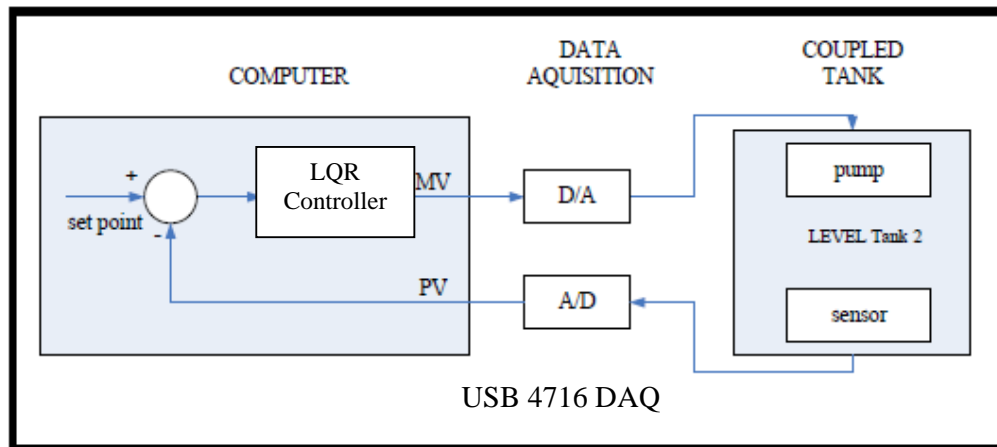 COMPUTER
DATA
AQUISITION
COUPLED
TANK
+
set point
-
LQR
Controller
MV
D/A
pump
LEVEL Tank 2
PV
A/D
sensor
USB 4716 DAQ